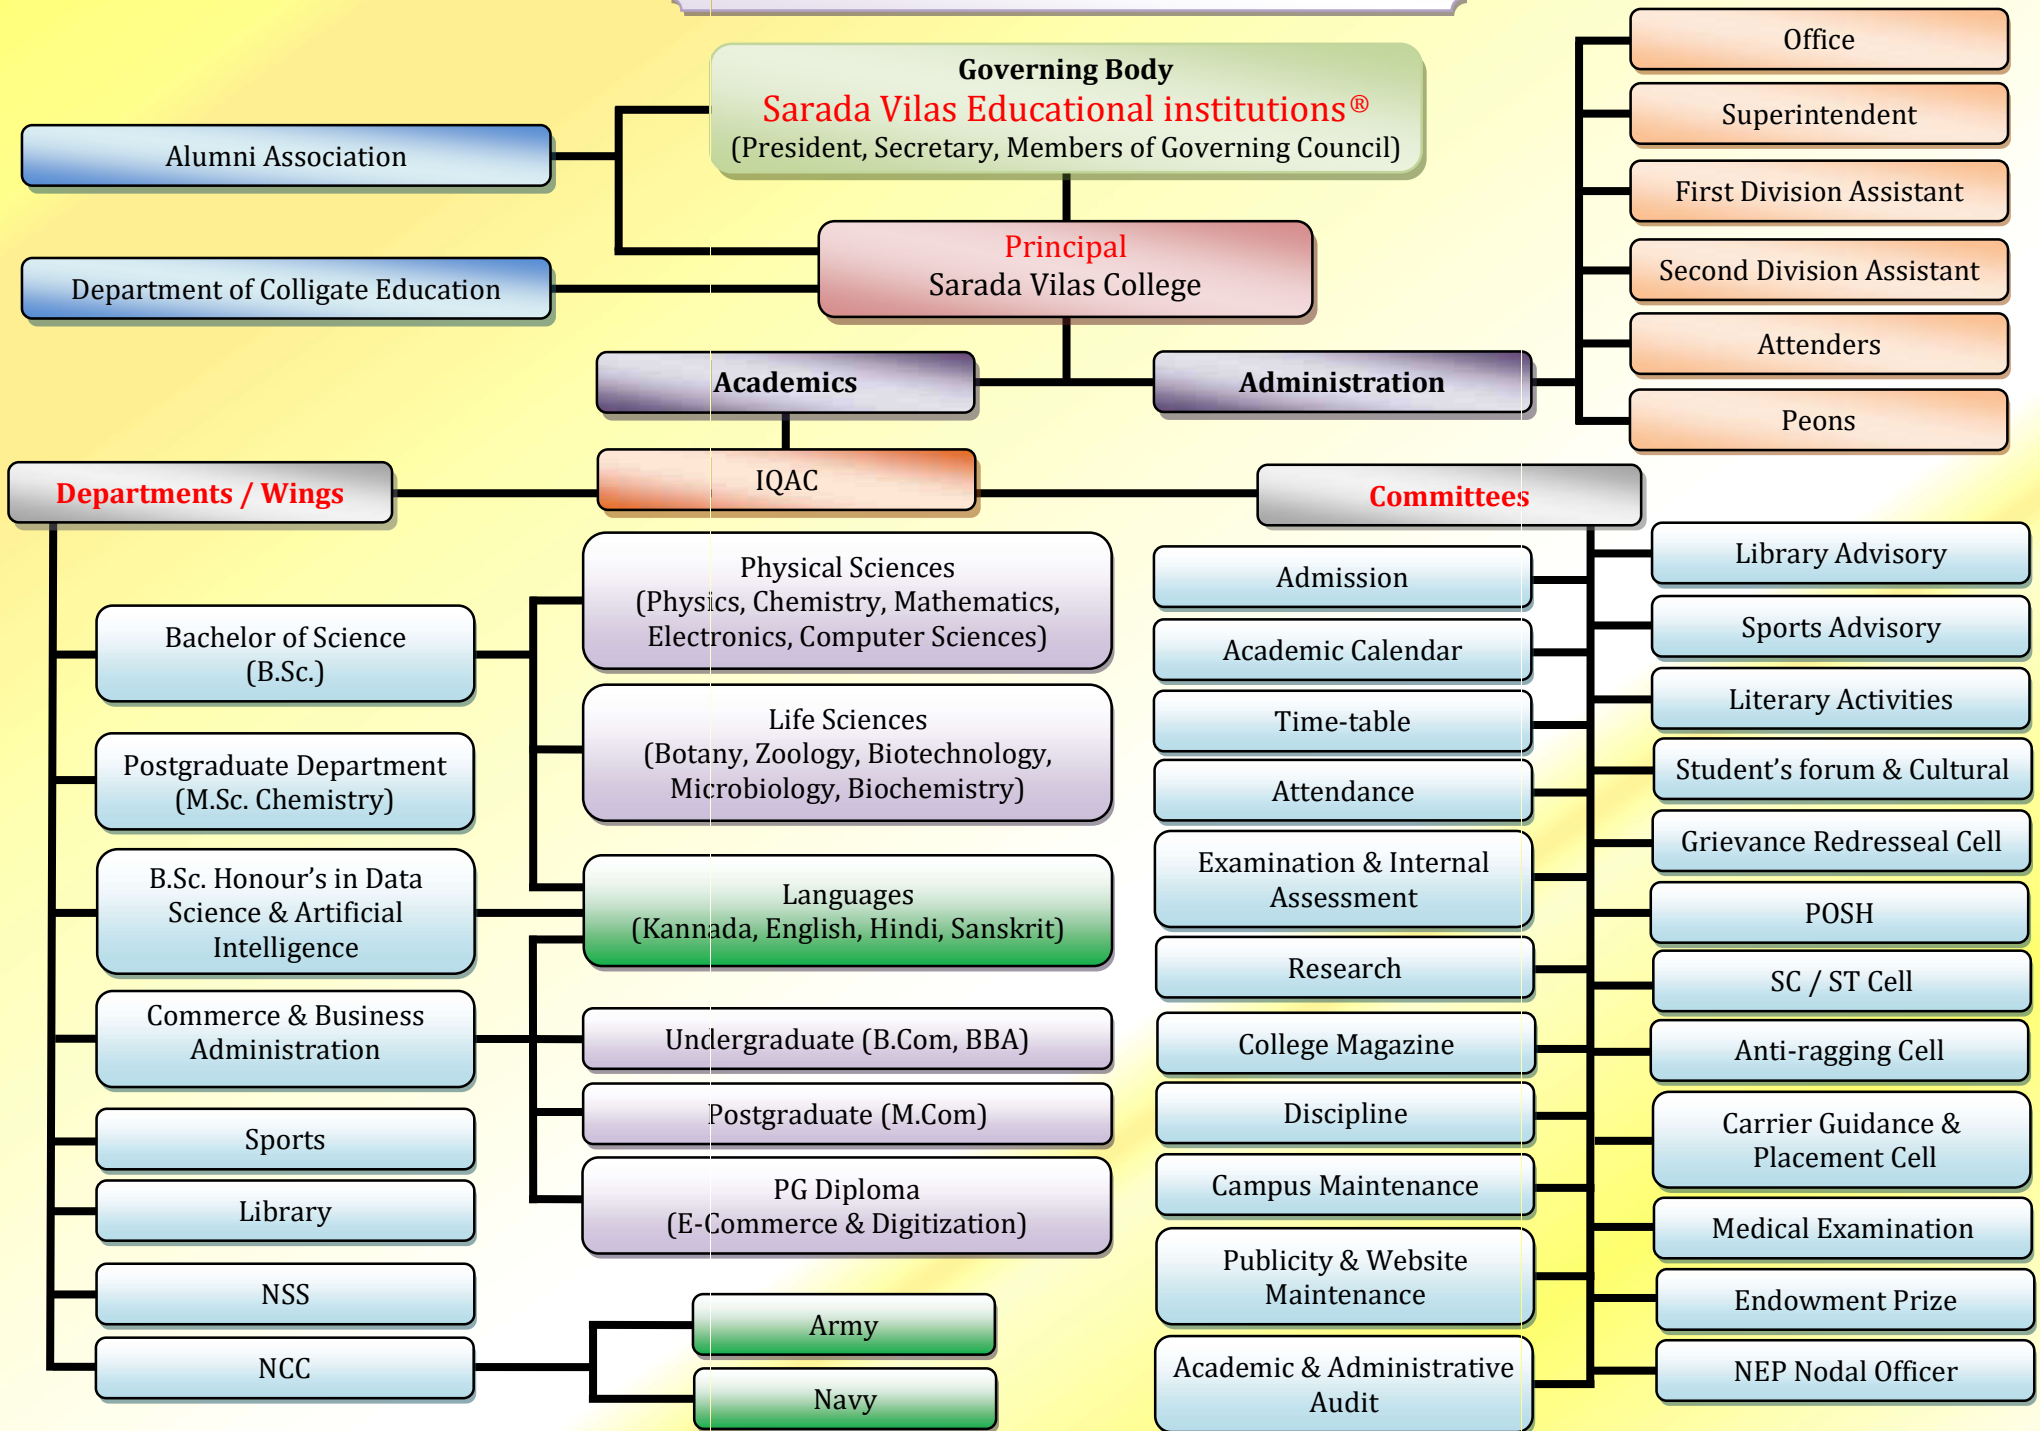 Governing Body
Sarada Vilas Educational institutions®
(President, Secretary, Members of Governing Council)
Alumni Association
Department of Colligate Education
Principal
Sarada Vilas College
Academics
Administration
Office
Superintendent
First Division Assistant
Second Division Assistant
Attenders
Peons
IQAC
Departments / Wings
Committees
Bachelor of Science
(B.Sc.)
Postgraduate Department
(M.Sc. Chemistry)
B.Sc. Honour’s in Data
Science & Artificial
Intelligence
Commerce & Business
Administration
Sports
Library
NSS
NCC
Physical Sciences
(Physics, Chemistry, Mathematics,
Electronics, Computer Sciences)
Life Sciences
(Botany, Zoology, Biotechnology,
Microbiology, Biochemistry)
Languages
(Kannada, English, Hindi, Sanskrit)
Undergraduate (B.Com, BBA)
Postgraduate (M.Com)
PG Diploma
(E-Commerce & Digitization)
Army
Navy
Admission
Academic Calendar
Time-table
Attendance
Examination & Internal
Assessment
Research
College Magazine
Discipline
Campus Maintenance
Publicity & Website
Maintenance
Academic & Administrative
Audit
Library Advisory
Sports Advisory
Literary Activities
Student’s forum & Cultural
Grievance Redresseal Cell
POSH
SC / ST Cell
Anti-ragging Cell
Carrier Guidance &
Placement Cell
Medical Examination
Endowment Prize
NEP Nodal Officer